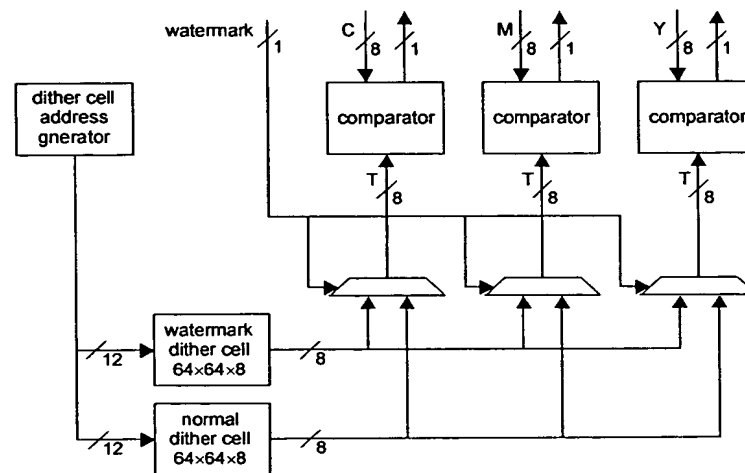 watermark 1 C 8 1 M 8 1 Y 8 1
dither cell
address
gnerator
comparator comparator comparator
T 8 T 8 T 8
watermark
dither cell
64×64×8
12 8
normal
dither cell
64×64×8
12 8